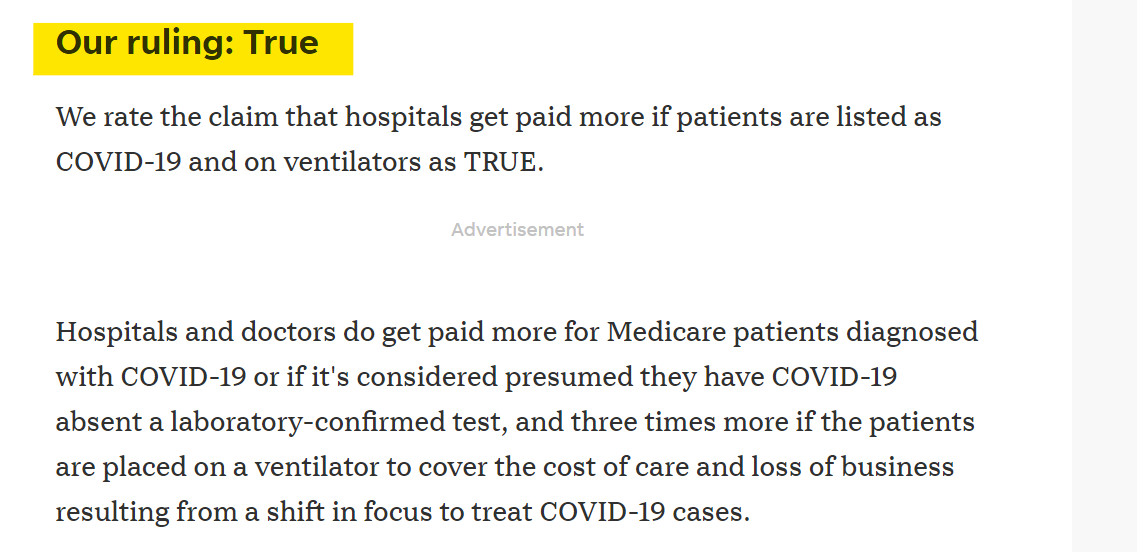 Our ruling: True
We rate the claim that hospitals get paid more if patients are listed as
COVID-19 and on ventilators as TRUE.
Advertisement
Hospitals and doctors do get paid more for Medicare patients diagnosed
with COVID-19 or if it's considered presumed they have COVID-19
absent a laboratory-confirmed test, and three times more if the patients
are placed on a ventilator to cover the cost of care and loss of business
resulting from a shift in focus to treat COVID-19 cases.